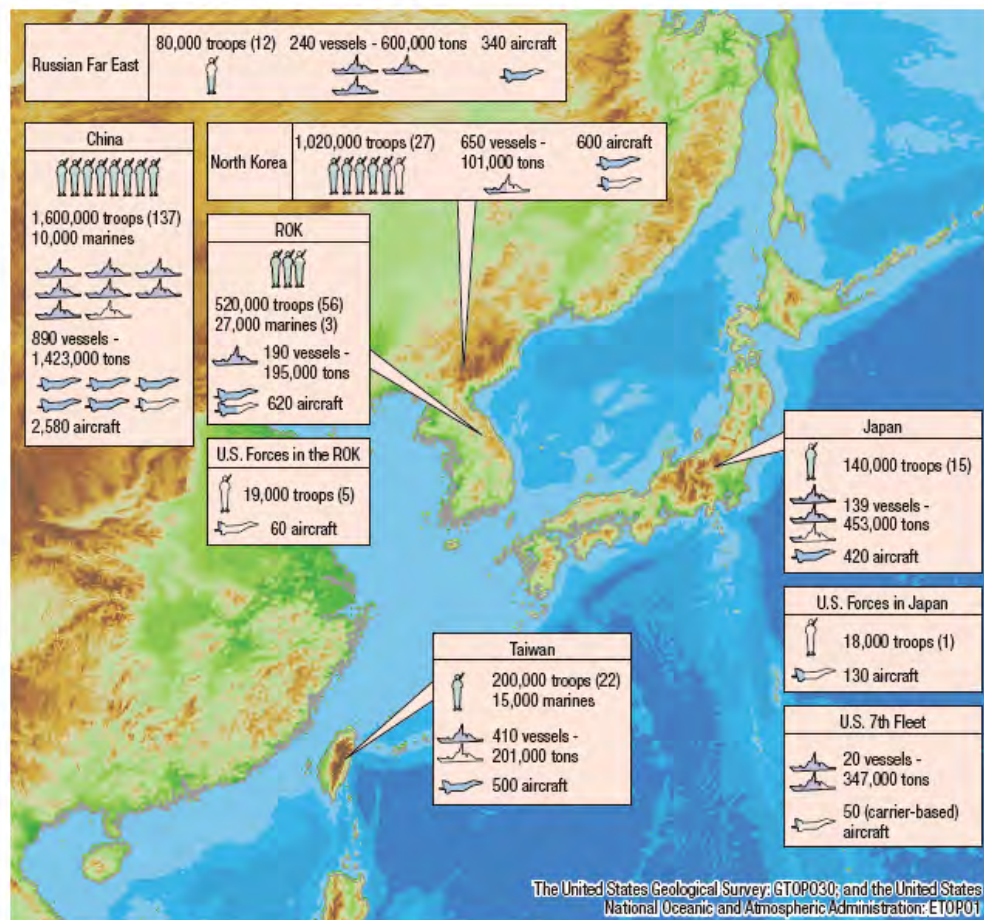 Russian Far East
80,000 troops (12)
240 vessels - 600,000 tons
340 aircraft
China
1,600,000 troops (137)
10,000 marines
890 vessels -
1,423,000 tons
2,580 aircraft
North Korea
1,020,000 troops (27)
650 vessels -
101,000 tons
600 aircraft
ROK
520,000 troops (56)
27,000 marines (3)
190 vessels -
195,000 tons
620 aircraft
U.S. Forces in the ROK
19,000 troops (5)
60 aircraft
Japan
140,000 troops (15)
139 vessels -
453,000 tons
420 aircraft
U.S. Forces in Japan
18,000 troops (1)
130 aircraft
Taiwan
200,000 troops (22)
15,000 marines
410 vessels -
201,000 tons
500 aircraft
U.S. 7th Fleet
20 vessels -
347,000 tons
50 (carrier-based)
aircraft
The United States Geological Survey: GTOPO30; and the United States
National Oceanic and Atmospheric Administration: ETOPO1